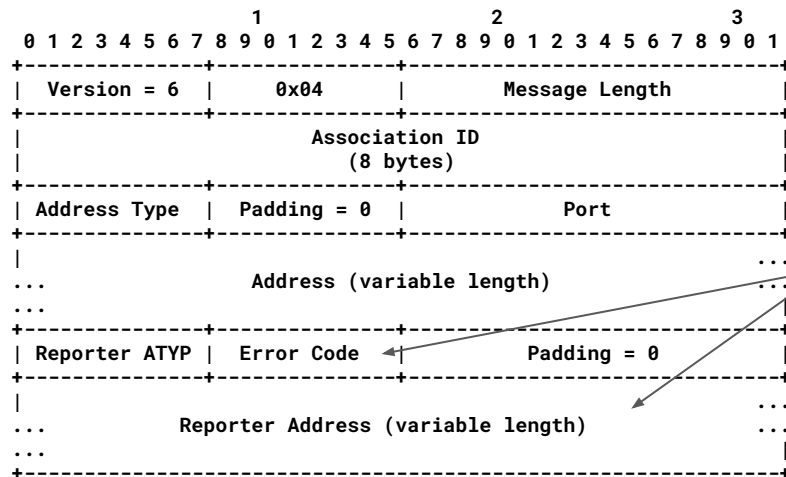 1                   2                   3
0 1 2 3 4 5 6 7 8 9 0 1 2 3 4 5 6 7 8 9 0 1 2 3 4 5 6 7 8 9 0 1
+---------------+---------------+-------------------------------+
| Version = 6 | 0x04 | Message Length |
+---------------+---------------+-------------------------------+
| Association ID |
| (8 bytes) |
+---------------+---------------+-------------------------------+
| Address Type | Padding = 0 | Port |
+---------------+---------------+-------------------------------+
| ...
... Address (variable length) ...
... |
+---------------+---------------+-------------------------------+
| Reporter ATYP | Error Code | Padding = 0 |
+---------------+---------------+-------------------------------+
| ...
... Reporter Address (variable length) ...
... |
+---------------+---------------+-------------------------------+